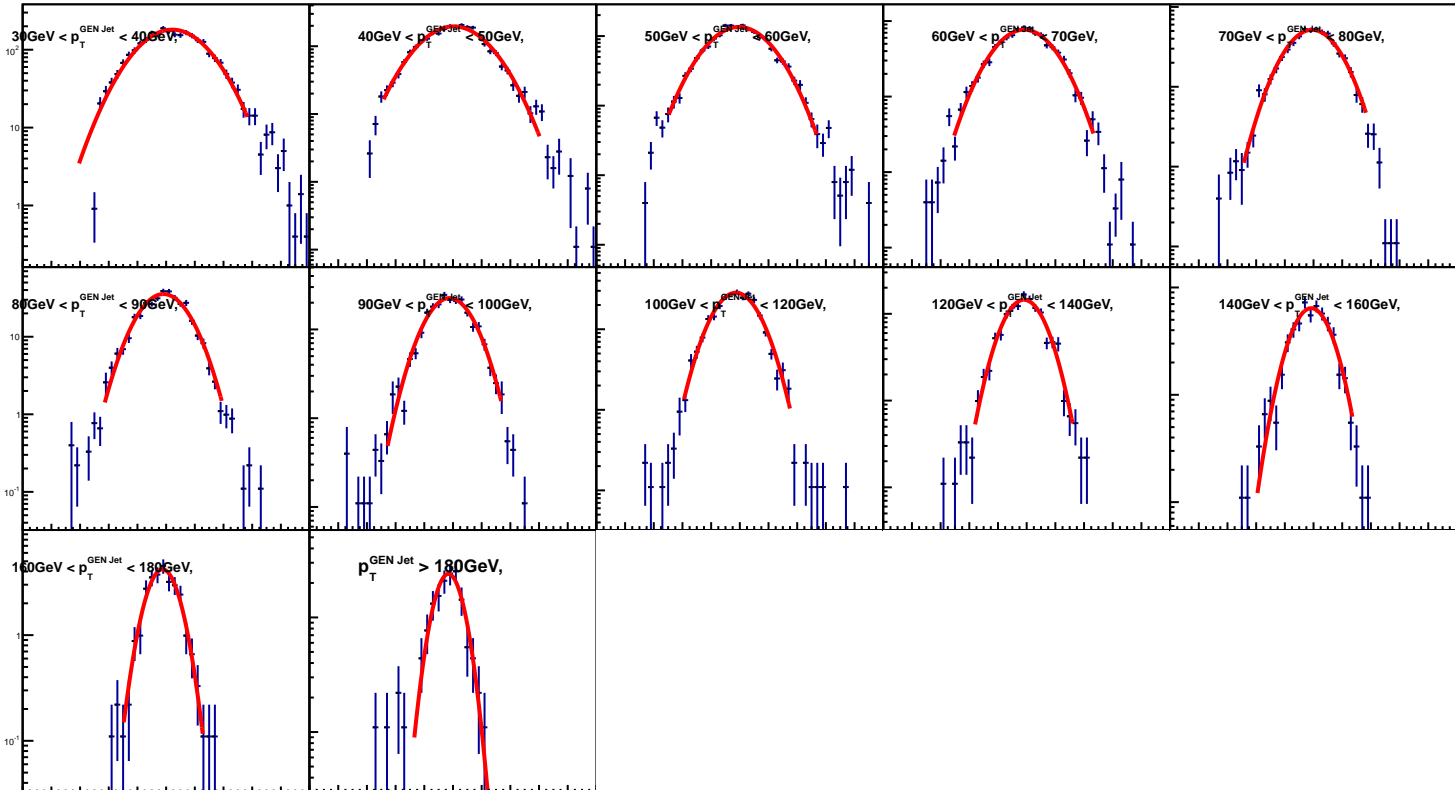 30GeV < p_T^GEN Jet < 40GeV,
40GeV < p_T^GEN Jet < 50GeV,
50GeV < p_T^GEN Jet < 60GeV,
60GeV < p_T^GEN Jet < 70GeV,
70GeV < p_T^GEN Jet < 80GeV,
10^2
10
1
80GeV < p_T^GEN Jet < 90GeV,
90GeV < p_T^GEN Jet < 100GeV,
100GeV < p_T^GEN Jet < 120GeV,
120GeV < p_T^GEN Jet < 140GeV,
140GeV < p_T^GEN Jet < 160GeV,
10
1
10^-1
160GeV < p_T^GEN Jet < 180GeV,
p_T^GEN Jet > 180GeV,
1
10^-1